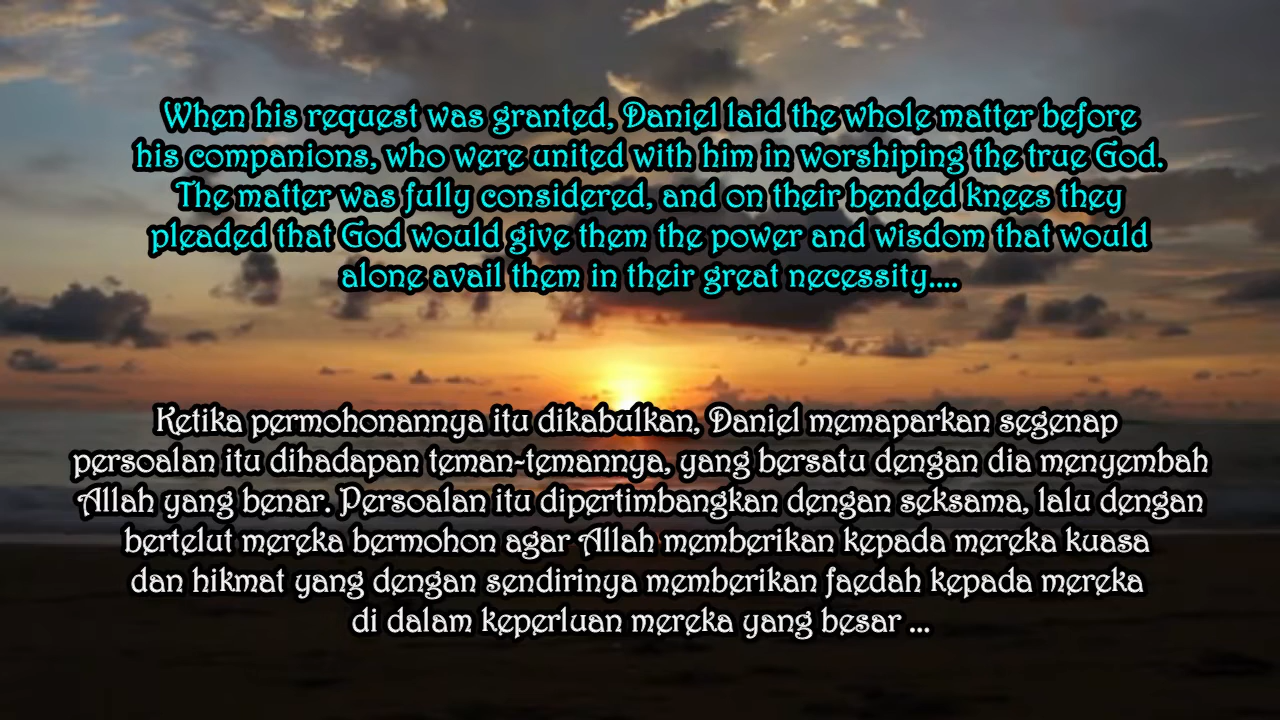 When his request was granted, Daniel laid the whole matter before
his companions, who were united with him in worshiping the true God.
The matter was fully considered, and on their bended knees they
pleaded that God would give them the power and wisdom that would
alone avail them in their great necessity....
Ketika permohonannya itu dikabulkan, Daniel memaparkan segenap
persoalan itu dihadapan teman-temannya, yang bersatu dengan dia menyembah
Allah yang benar. Persoalan itu dipertimbangkan dengan seksama, lalu dengan
bertelut mereka bermohon agar Allah memberikan kepada mereka kuasa
dan hikmat yang dengan sendirinya memberikan faedah kepada mereka
di dalam keperluan mereka yang besar ...